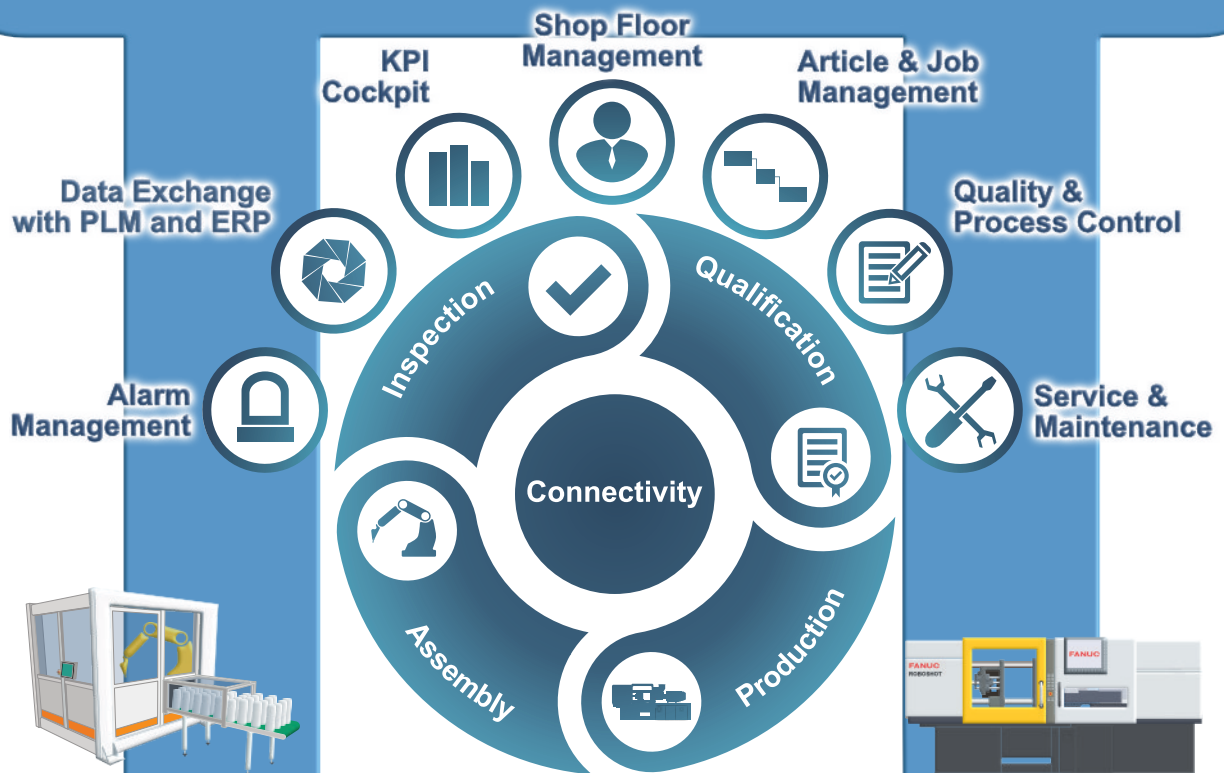 Shop Floor
Management
KPI
Cockpit
Article & Job
Management
Data Exchange
with PLM and ERP
Quality &
Process Control
Inspection
Qualification
Alarm
Management
Service &
Maintenance
Connectivity
Assembly
Production
FANUC
ROBOSHOT
FANUC